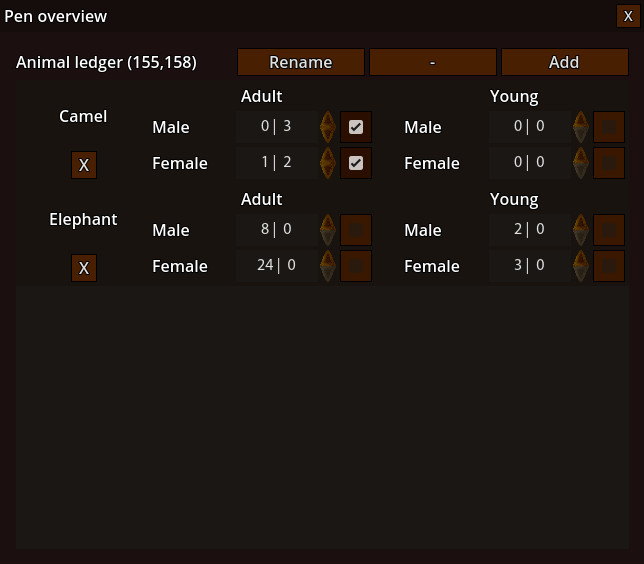 Pen overview X
Animal ledger (155,158) Rename - Add
Adult Young
Camel
Male 0| 3 Male 0| 0
X Female 1| 2 Female 0| 0
Adult Young
Elephant
Male 8| 0 Male 2| 0
X Female 24| 0 Female 3| 0